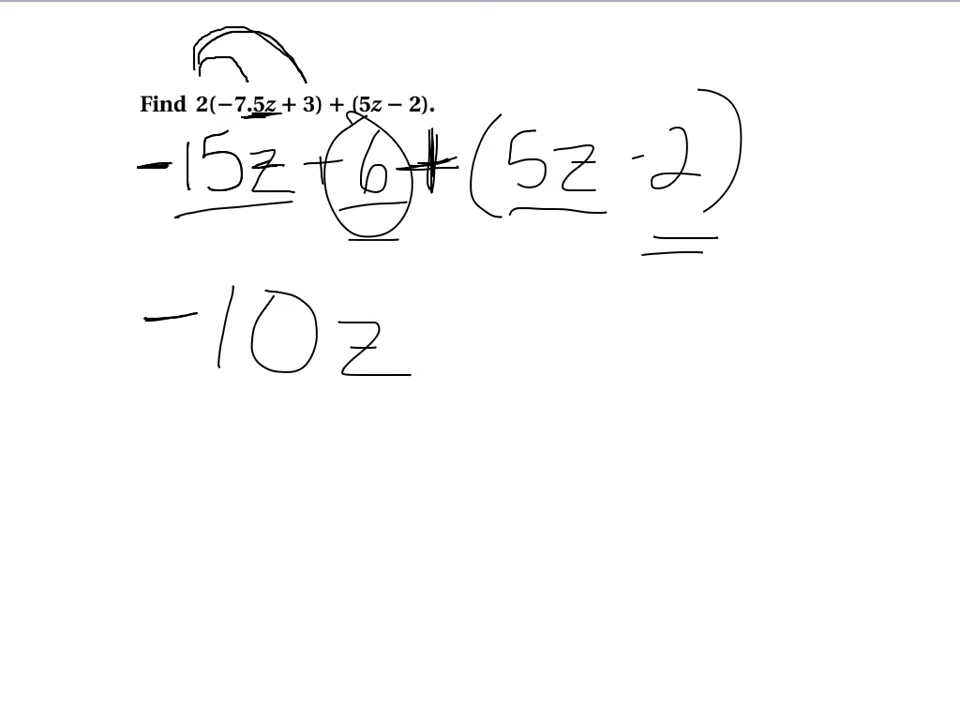 Find 2(−7.5z + 3) + (5z − 2).
-15z + 6 + (5z - 2)
-10z